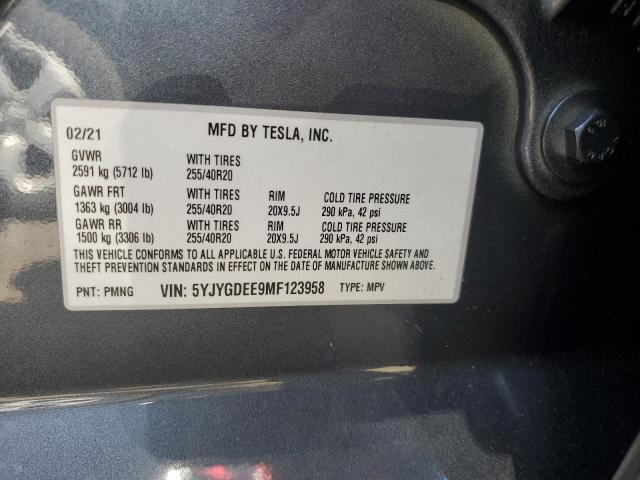 02/21 MFD BY TESLA, INC.
GVWR WITH TIRES
2591 kg (5712 lb) 255/40R20
GAWR FRT WITH TIRES RIM COLD TIRE PRESSURE
1363 kg (3004 lb) 255/40R20 20X9.5J 290 kPa, 42 psi
GAWR RR WITH TIRES RIM COLD TIRE PRESSURE
1500 kg (3306 lb) 255/40R20 20X9.5J 290 kPa, 42 psi
THIS VEHICLE CONFORMS TO ALL APPLICABLE U.S. FEDERAL MOTOR VEHICLE SAFETY AND
THEFT PREVENTION STANDARDS IN EFFECT ON THE DATE OF MANUFACTURE SHOWN ABOVE.
PNT: PMNG VIN: 5YJYGDEE9MF123958 TYPE: MPV
10.9